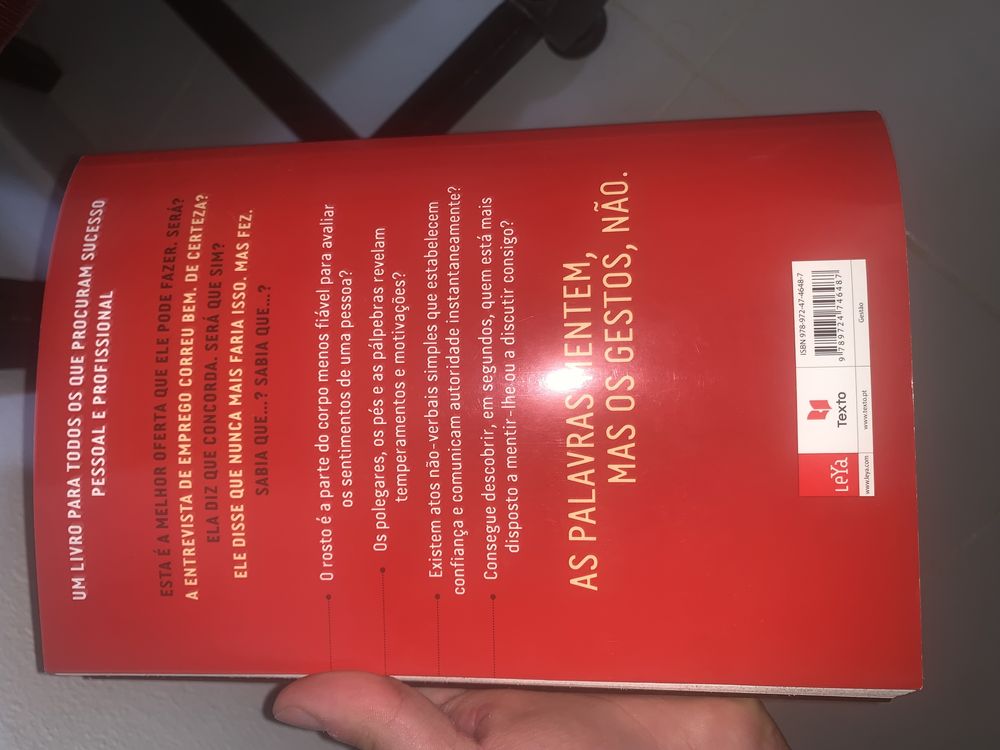 UM LIVRO PARA TODOS OS QUE PROCURAM SUCESSO
PESSOAL E PROFISSIONAL
ESTA É A MELHOR OFERTA QUE ELE PODE FAZER. SERÁ?
A ENTREVISTA DE EMPREGO CORREU BEM. DE CERTEZA?
ELA DIZ QUE CONCORDA. SERÁ QUE SIM?
ELE DISSE QUE NUNCA MAIS FARIA ISSO. MAS FEZ.
SABIA QUE...? SABIA QUE...?
O rosto é a parte do corpo menos fiável para avaliar
os sentimentos de uma pessoa?
Os polegares, os pés e as pálpebras revelam
temperamentos e motivações?
Existem atos não-verbais simples que estabelecem
confiança e comunicam autoridade instantaneamente?
Consegue descobrir, em segundos, quem está mais
disposto a mentir-lhe ou a discutir consigo?
AS PALAVRAS MENTEM,
MAS OS GESTOS, NÃO.
LeYa
www.leya.com
Texto
www.texto.pt
ISBN 978-972-47-4648-7
9 789724 746487
Gestão